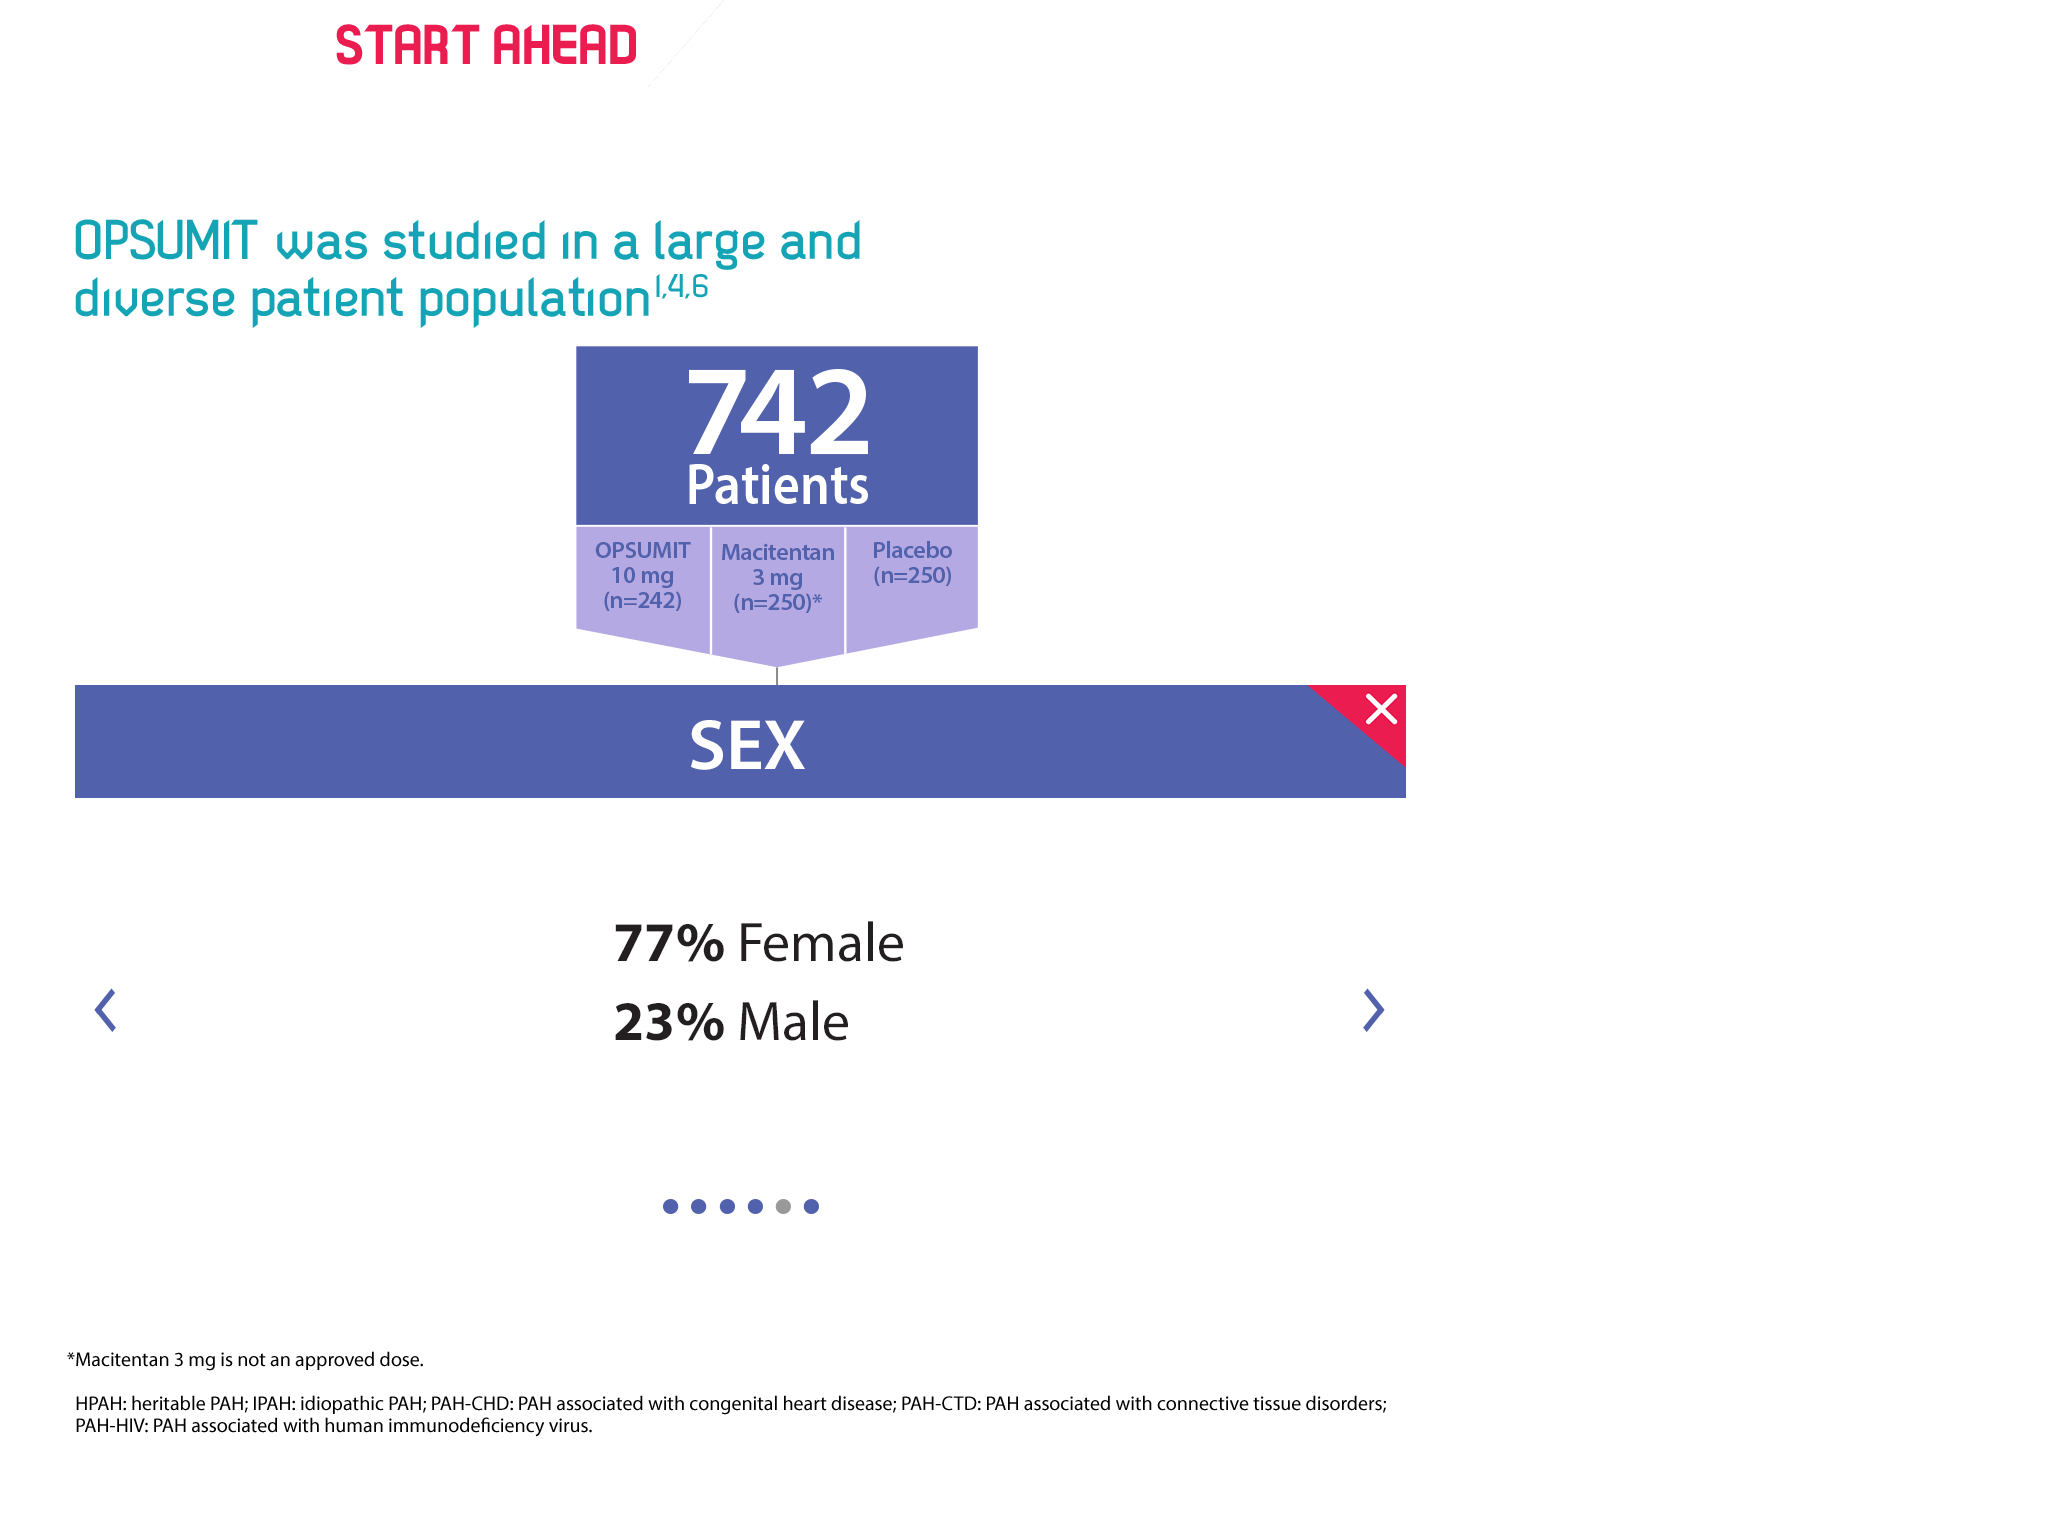 START AHEAD
OPSUMIT was studied in a large and
diverse patient population1,4,6
742
Patients
OPSUMIT
10 mg
(n=242)
Macitentan
3 mg
(n=250)*
Placebo
(n=250)
SEX
77% Female
23% Male
*Macitentan 3 mg is not an approved dose.
HPAH: heritable PAH; IPAH: idiopathic PAH; PAH-CHD: PAH associated with congenital heart disease; PAH-CTD: PAH associated with connective tissue disorders;
PAH-HIV: PAH associated with human immunodeficiency virus.